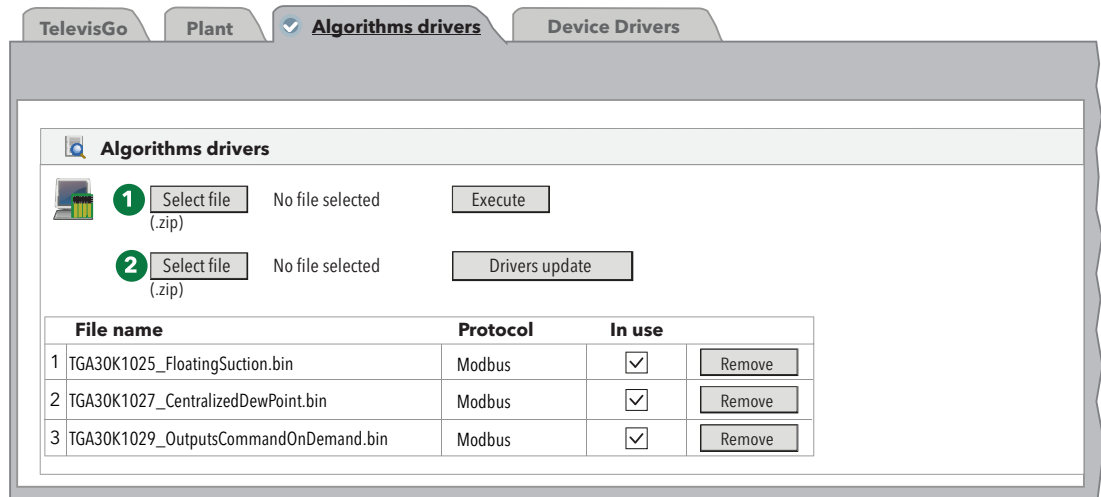 TelevisGo Plant Algorithms drivers Device Drivers
Algorithms drivers
1 Select file No file selected Execute
(.zip)
2 Select file No file selected Drivers update
(.zip)
File name Protocol In use
1 TGA30K1025_FloatingSuction.bin Modbus Remove
2 TGA30K1027_CentralizedDewPoint.bin Modbus Remove
3 TGA30K1029_OutputsCommandOnDemand.bin Modbus Remove